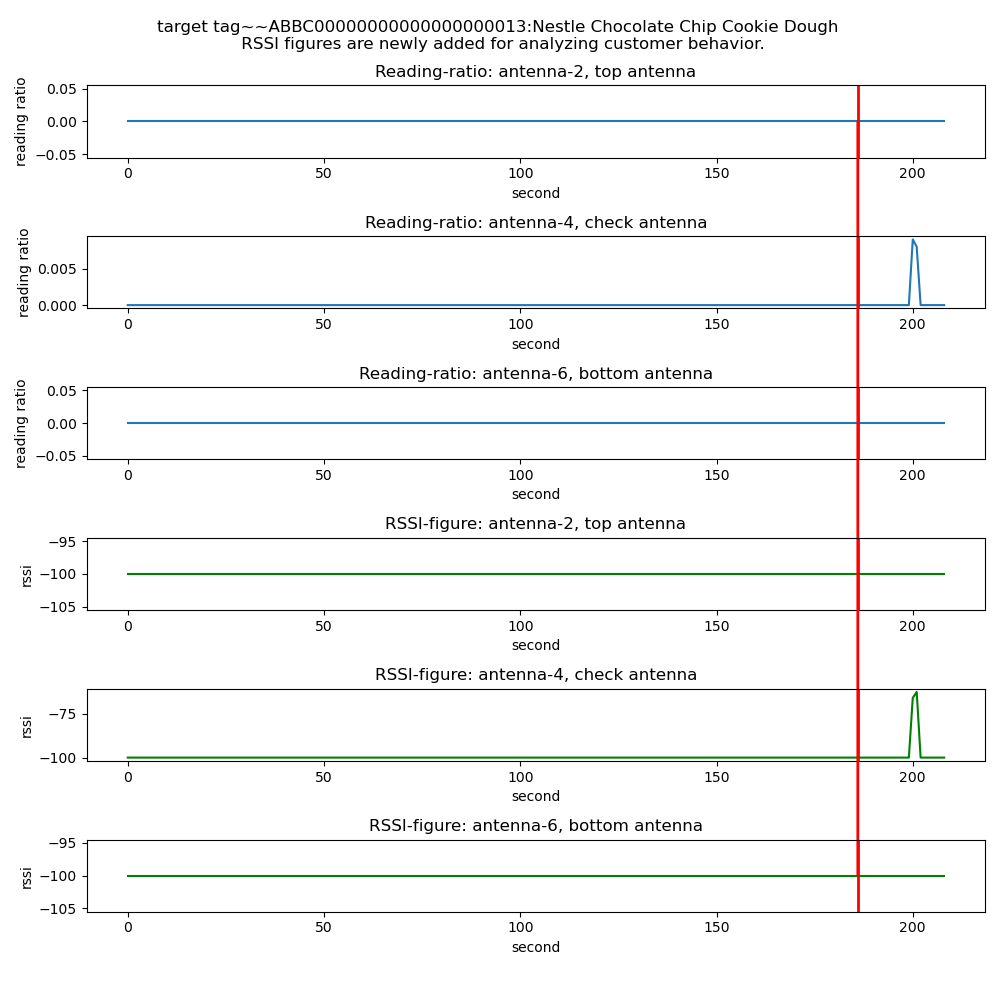 target tag~~ABBC00000000000000000013:Nestle Chocolate Chip Cookie Dough
RSSI figures are newly added for analyzing customer behavior.
Reading-ratio: antenna-2, top antenna
reading ratio
0.05
0.00
−0.05
0 50 100 150 200
second
Reading-ratio: antenna-4, check antenna
reading ratio
0.005
0.000
0 50 100 150 200
second
Reading-ratio: antenna-6, bottom antenna
reading ratio
0.05
0.00
−0.05
0 50 100 150 200
second
RSSI-figure: antenna-2, top antenna
rssi
−95
−100
−105
0 50 100 150 200
second
RSSI-figure: antenna-4, check antenna
rssi
−75
−100
0 50 100 150 200
second
RSSI-figure: antenna-6, bottom antenna
rssi
−95
−100
−105
0 50 100 150 200
second